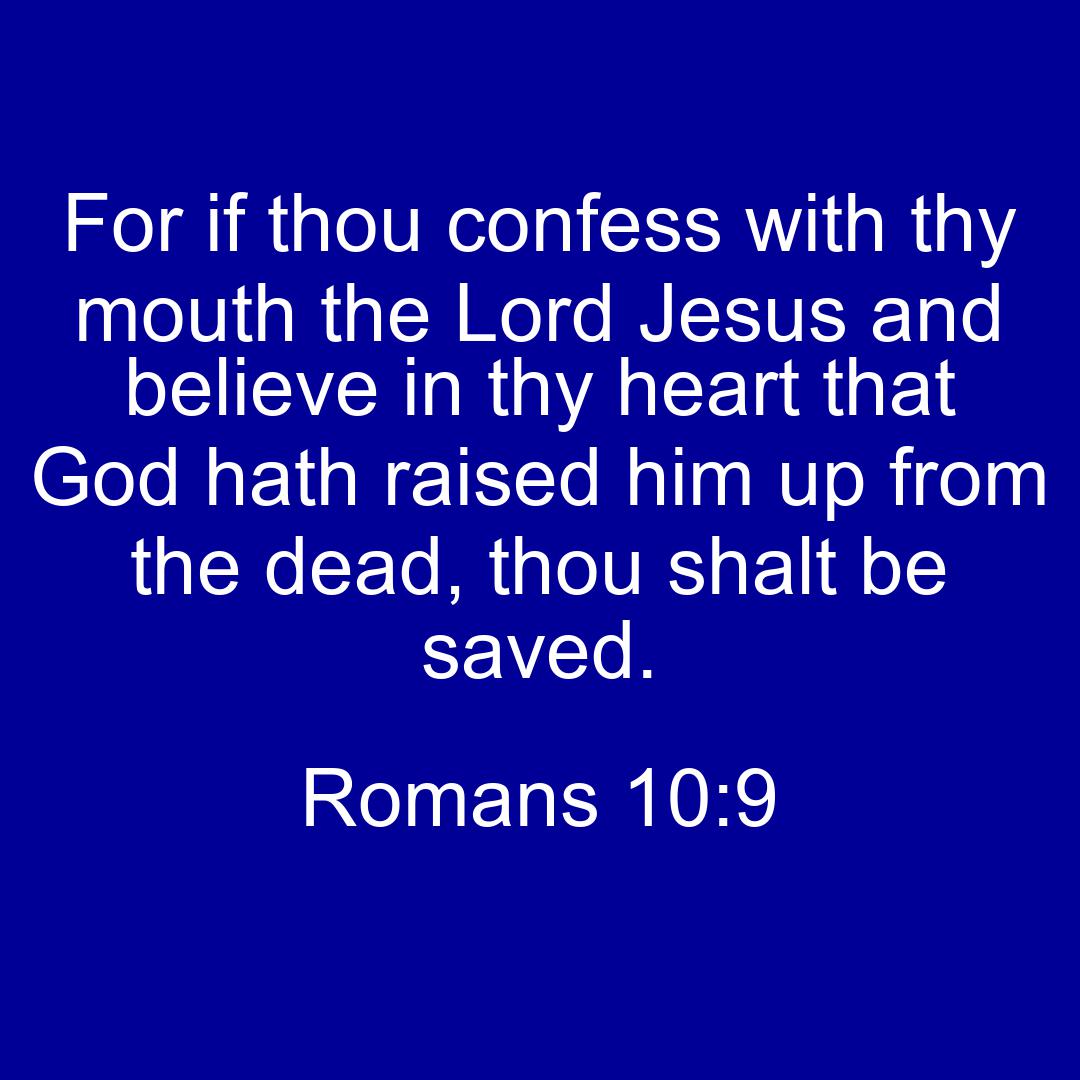 For if thou confess with thy
mouth the Lord Jesus and
believe in thy heart that
God hath raised him up from
the dead, thou shalt be
saved.
Romans 10:9